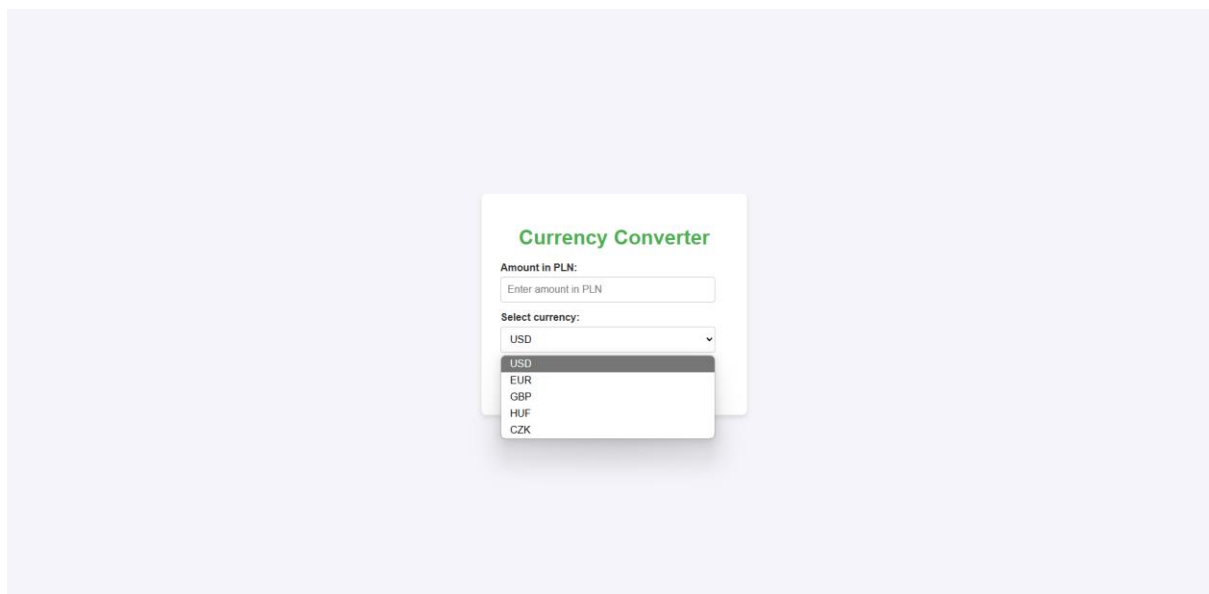 Currency Converter
Amount in PLN:
Enter amount in PLN
Select currency:
USD
USD
EUR
GBP
HUF
CZK